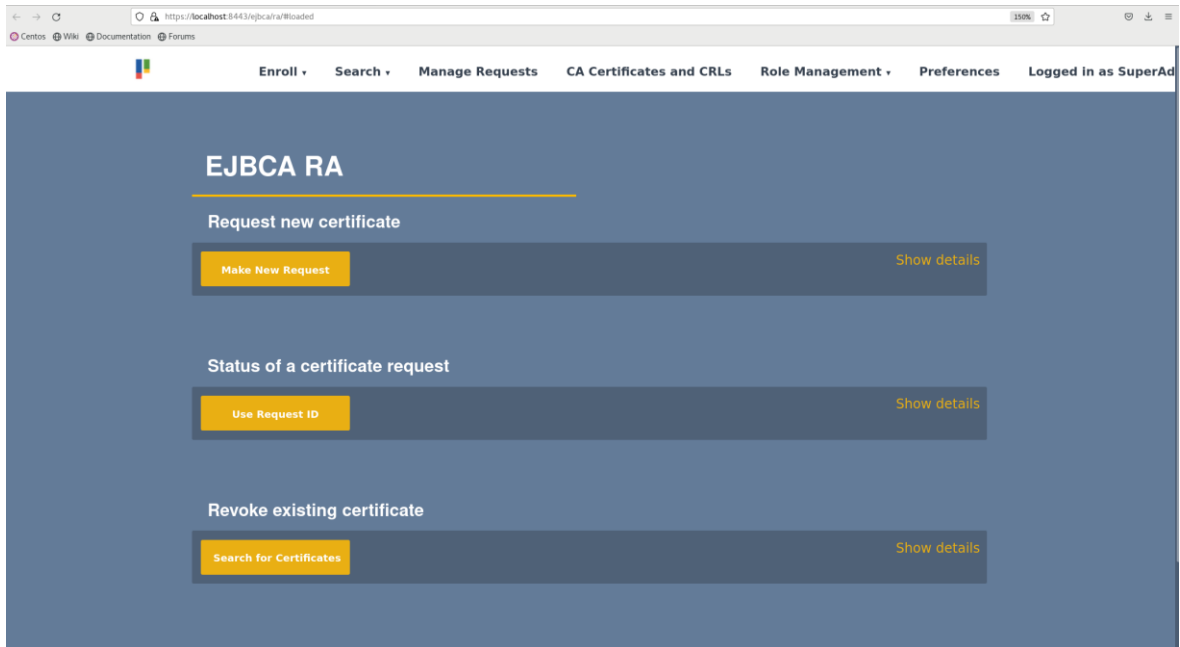 https://localhost:8443/ejbca/ra/#loaded 150%
Centos Wiki Documentation Forums
Enroll ▾ Search ▾ Manage Requests CA Certificates and CRLs Role Management ▾ Preferences Logged in as SuperAd
EJBCA RA
Request new certificate
Make New Request Show details
Status of a certificate request
Use Request ID Show details
Revoke existing certificate
Search for Certificates Show details